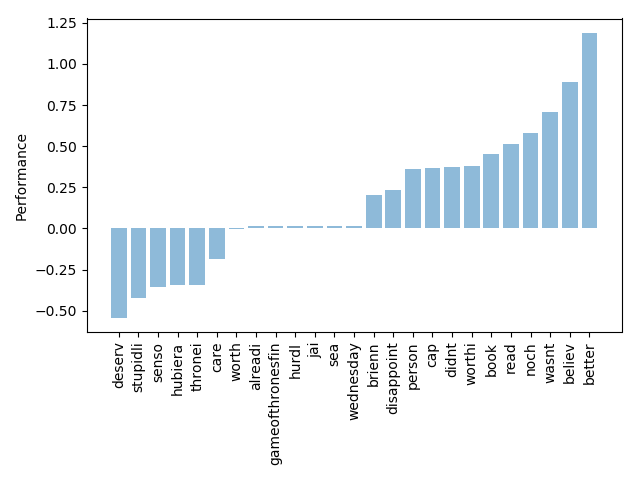 1.25
1.00
0.75
0.50
0.25
0.00
−0.25
−0.50
Performance
deserv
stupidli
senso
hubiera
thronei
care
worth
alreadi
gameofthronesfin
hurdl
jai
sea
wednesday
brienn
disappoint
person
cap
didnt
worthi
book
read
noch
wasnt
believ
better